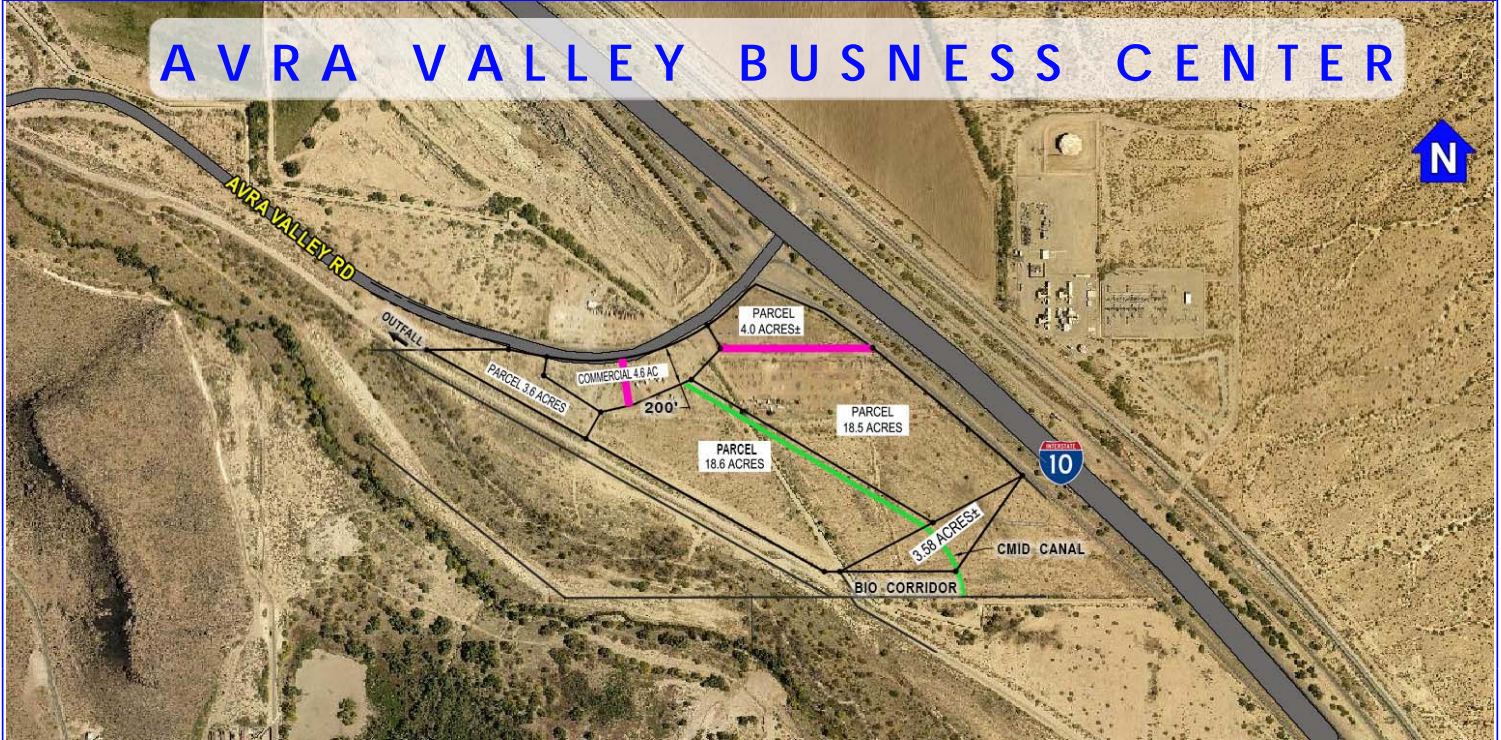 AVRA VALLEY BUSNESS CENTER
N
AVRA VALLEY RD
OUTFALL
PARCEL
4.0 ACRES±
COMMERCIAL 4.6 AC
PARCEL 3.6 ACRES
200'
PARCEL
18.5 ACRES
PARCEL
18.6 ACRES
INTERSTATE
10
3.58 ACRES±
CMID CANAL
BIO CORRIDOR